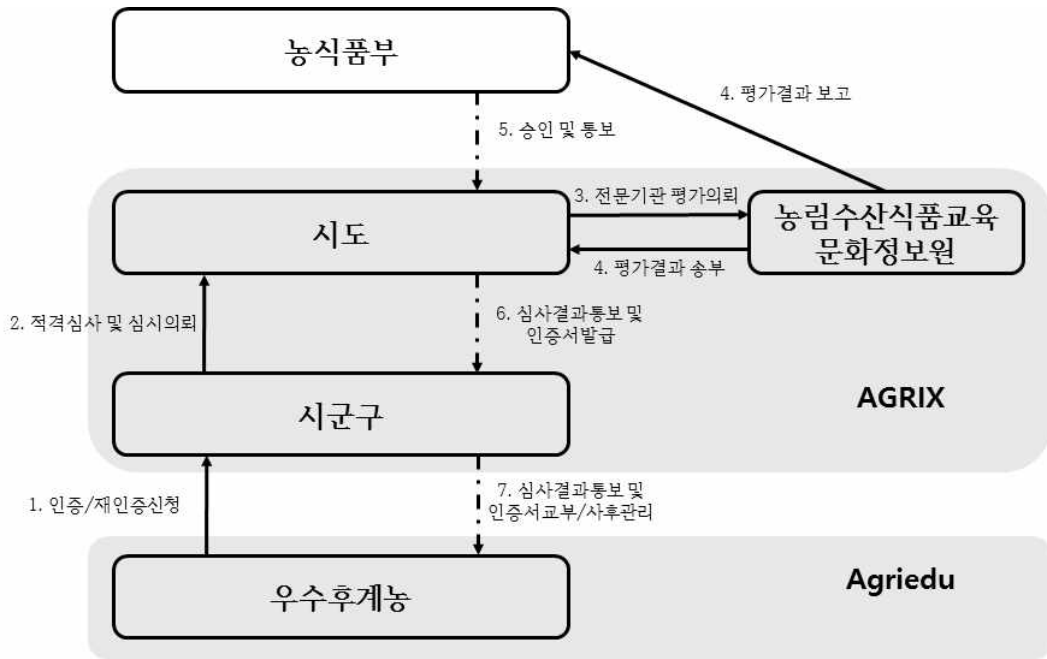 농식품부
4. 평가결과 보고
5. 승인 및 통보
시도
3. 전문기관 평가의뢰
4. 평가결과 송부
농림수산식품교육
문화정보원
2. 적격심사 및 심시의뢰
6. 심사결과통보 및
인증서발급
시군구
AGRIX
1. 인증/재인증신청
7. 심사결과통보 및
인증서교부/사후관리
우수후계농
Agriedu